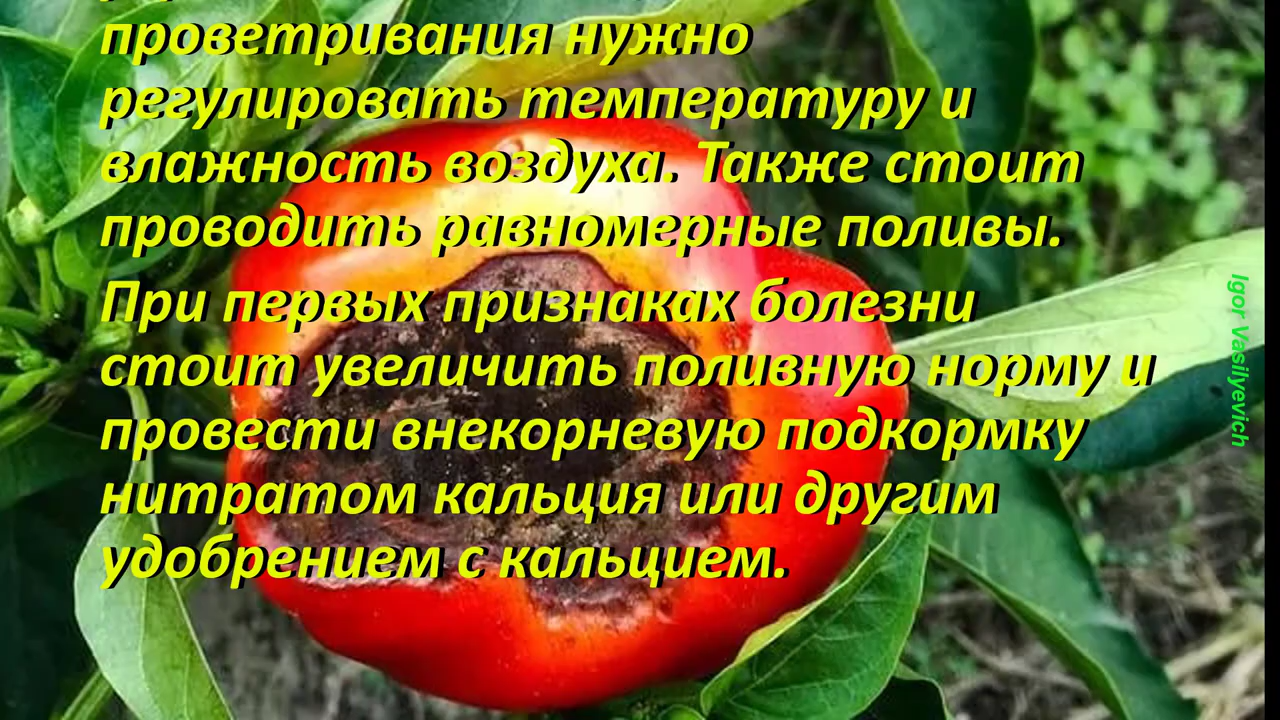 проветривания нужно
регулировать температуру и
влажность воздуха. Также стоит
проводить равномерные поливы.
При первых признаках болезни
стоит увеличить поливную норму и
провести внекорневую подкормку
нитратом кальция или другим
удобрением с кальцием.
Igor Vasilyevich